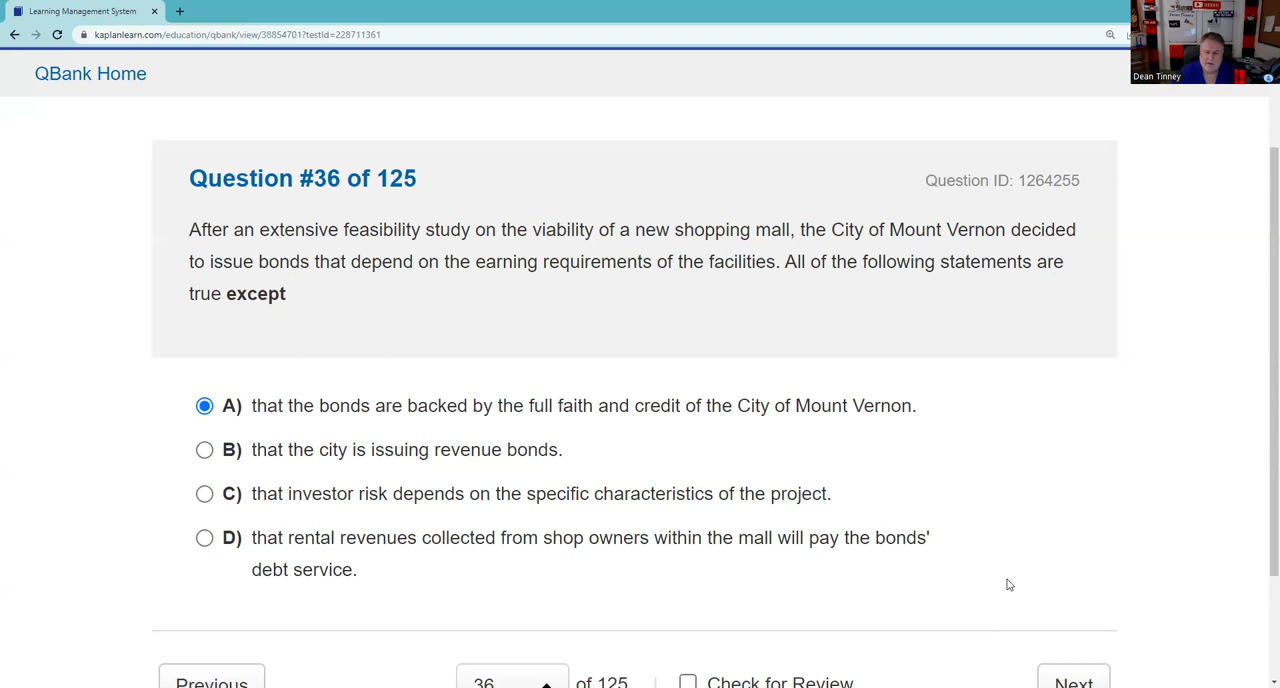 Learning Management System
kaplanlearn.com/education/qbank/view/38854701?testId=228711361
Dean Tinney
QBank Home
Question #36 of 125
Question ID: 1264255
After an extensive feasibility study on the viability of a new shopping mall, the City of Mount Vernon decided
to issue bonds that depend on the earning requirements of the facilities. All of the following statements are
true except
A) that the bonds are backed by the full faith and credit of the City of Mount Vernon.
B) that the city is issuing revenue bonds.
C) that investor risk depends on the specific characteristics of the project.
D) that rental revenues collected from shop owners within the mall will pay the bonds'
debt service.
Previous
36
of 125
Check for Review
Next